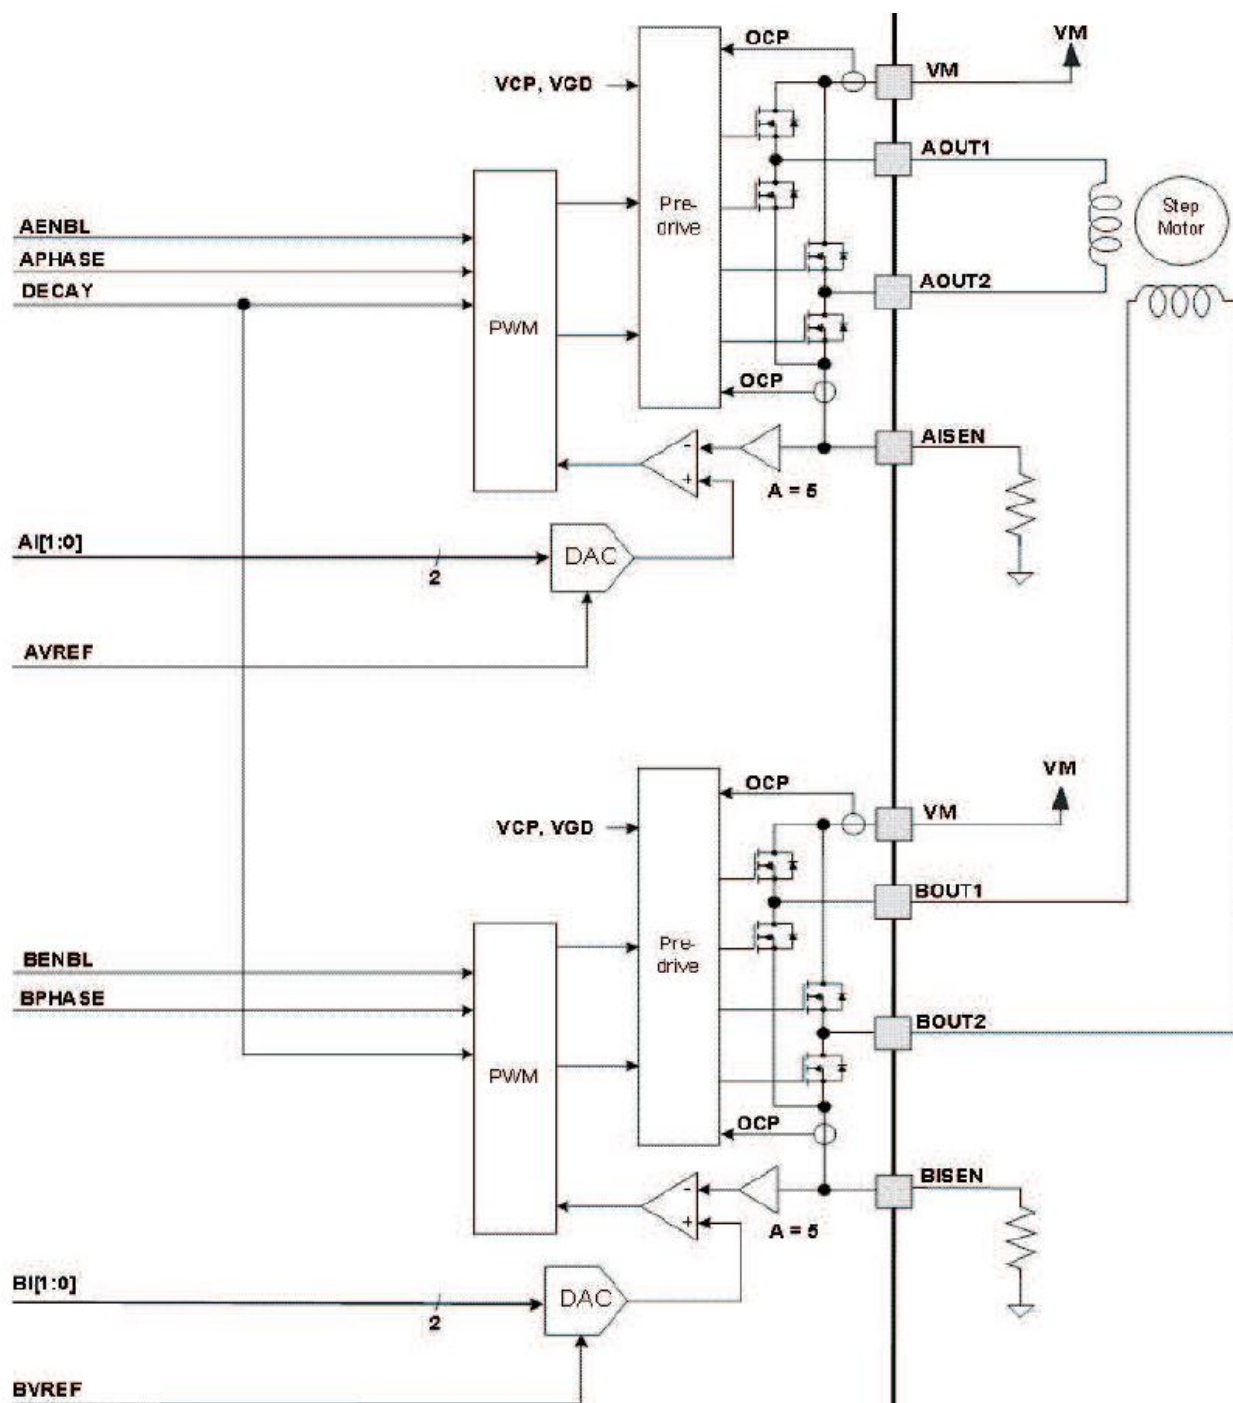 OCP
VM
VM
VCP, VGD
AOUT1
Pre-
drive
Step
Motor
AENBL
APHASE
DECAY
AOUT2
PWM
OCP
AISEN
-
+
A = 5
AI[1:0]
2
DAC
AVREF
VM
OCP
VM
VCP, VGD
BOUT1
Pre-
drive
BENBL
BPHASE
BOUT2
PWM
OCP
BISEN
-
+
A = 5
BI[1:0]
2
DAC
BVREF